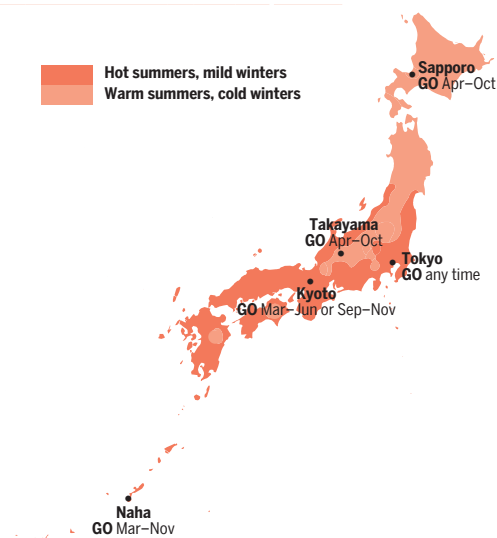 Hot summers, mild winters
Warm summers, cold winters
Sapporo
GO Apr–Oct
Takayama
GO Apr–Oct
Tokyo
GO any time
Kyoto
GO Mar–Jun or Sep–Nov
Naha
GO Mar–Nov